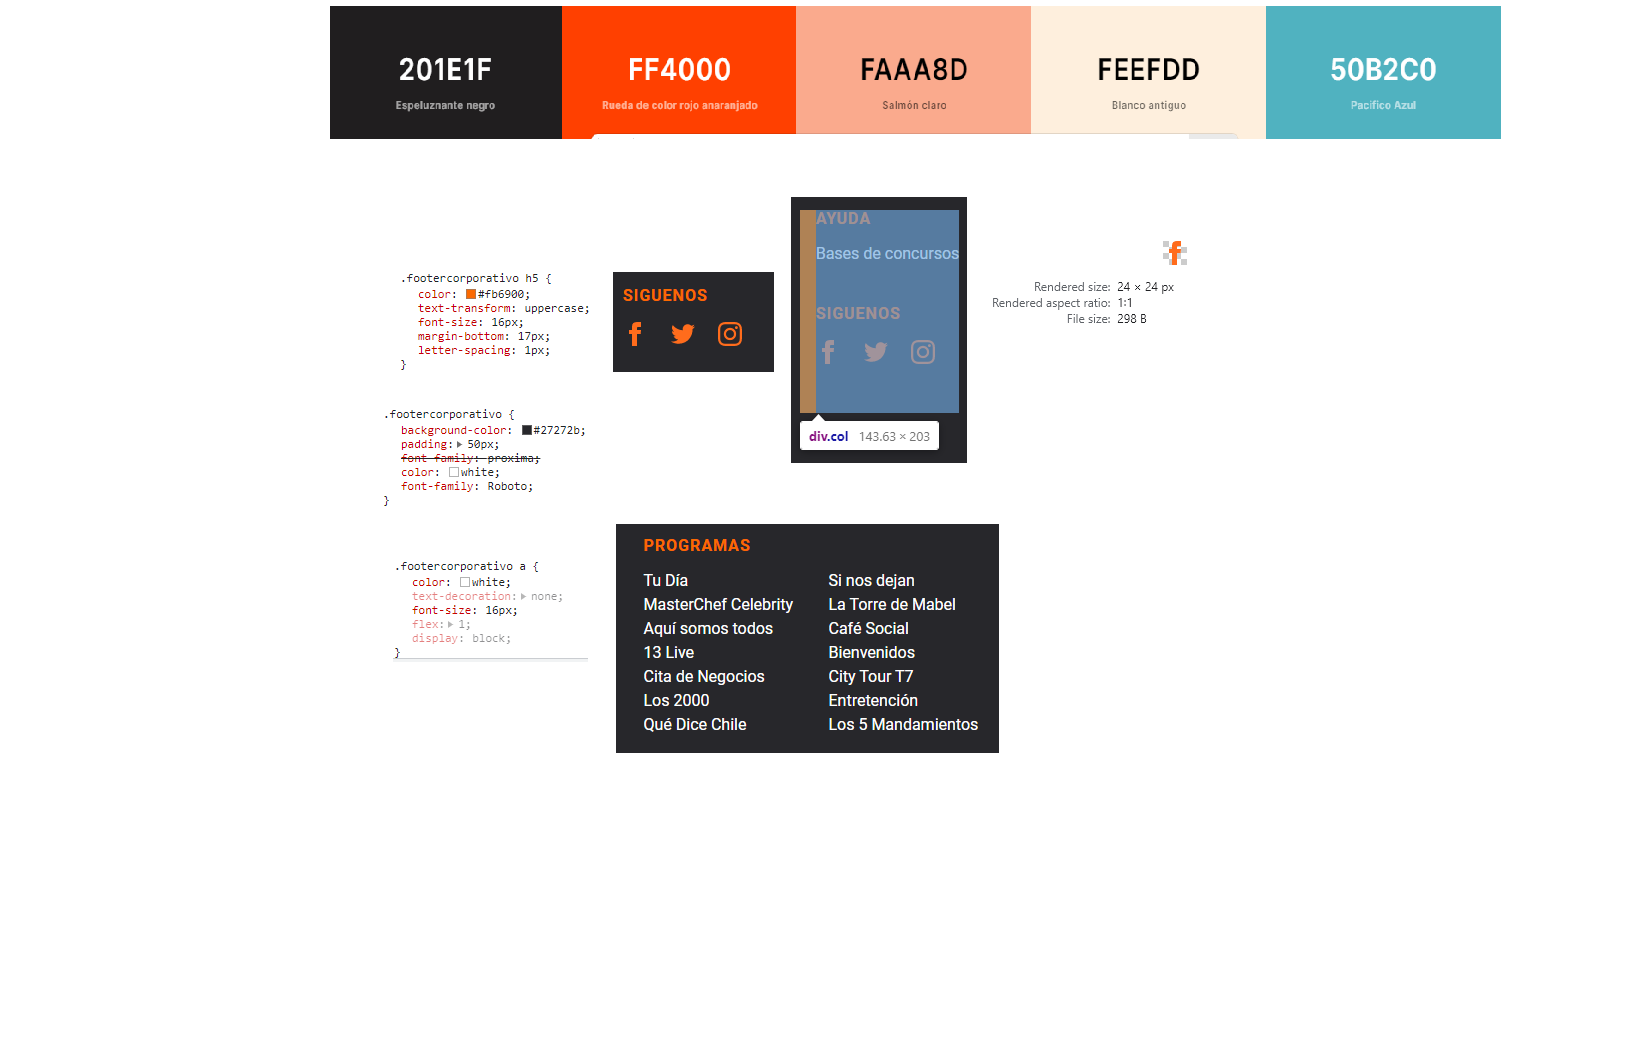 201E1F
Espeluznante negro
FF4000
Rueda de color rojo anaranjado
FAAA8D
Salmón claro
FEEFDD
Blanco antiguo
50B2C0
Pacifico Azul
.footercorporativo h5 {
color: #fb6900;
text-transform: uppercase;
font-size: 16px;
margin-bottom: 17px;
letter-spacing: 1px;
}
SIGUENOS
AYUDA
Bases de concursos
SIGUENOS
div.col 143.63 × 203
Rendered size: 24 × 24 px
Rendered aspect ratio: 1:1
File size: 298 B
.footercorporativo {
background-color: #27272b;
padding: 50px;
font-family: proxima;
color: white;
font-family: Roboto;
}
.footercorporativo a {
color: white;
text-decoration: none;
font-size: 16px;
flex: 1;
display: block;
}
PROGRAMAS
Tu Día
MasterChef Celebrity
Aquí somos todos
13 Live
Cita de Negocios
Los 2000
Qué Dice Chile
Si nos dejan
La Torre de Mabel
Café Social
Bienvenidos
City Tour T7
Entretención
Los 5 Mandamientos